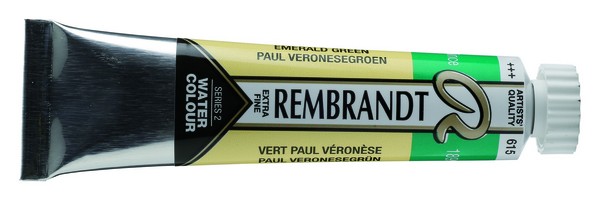 EMERALD GREEN
PAUL VERONESEGROEN
+++
SERIES 2
WATER
COLOUR
EXTRA
FINE
REMBRANDT
ARTISTS'
QUALITY
615
VERT PAUL VÉRONÈSE
PAUL VERONESEGRÜN